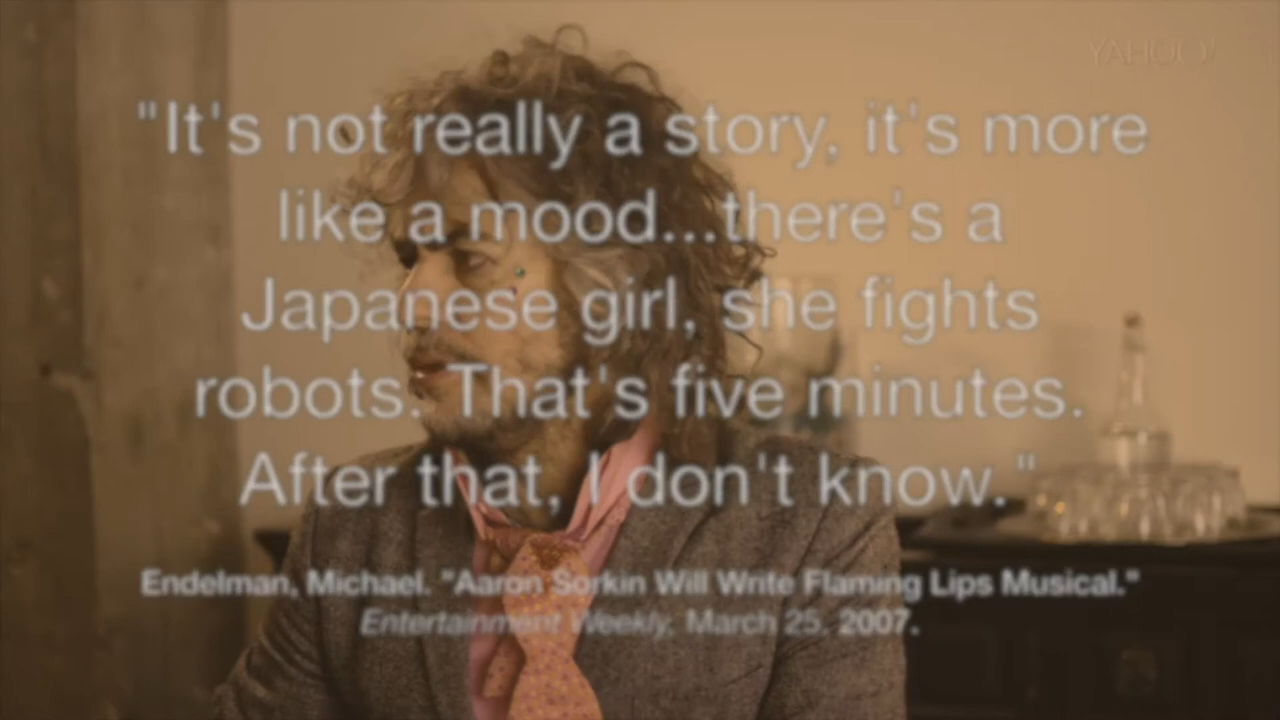 YAHOO!
"It's not really a story, it's more
like a mood...there's a
Japanese girl, she fights
robots. That's five minutes.
After that, I don't know."
Endelman, Michael. "Aaron Sorkin Will Write Flaming Lips Musical."
Entertainment Weekly, March 25, 2007.